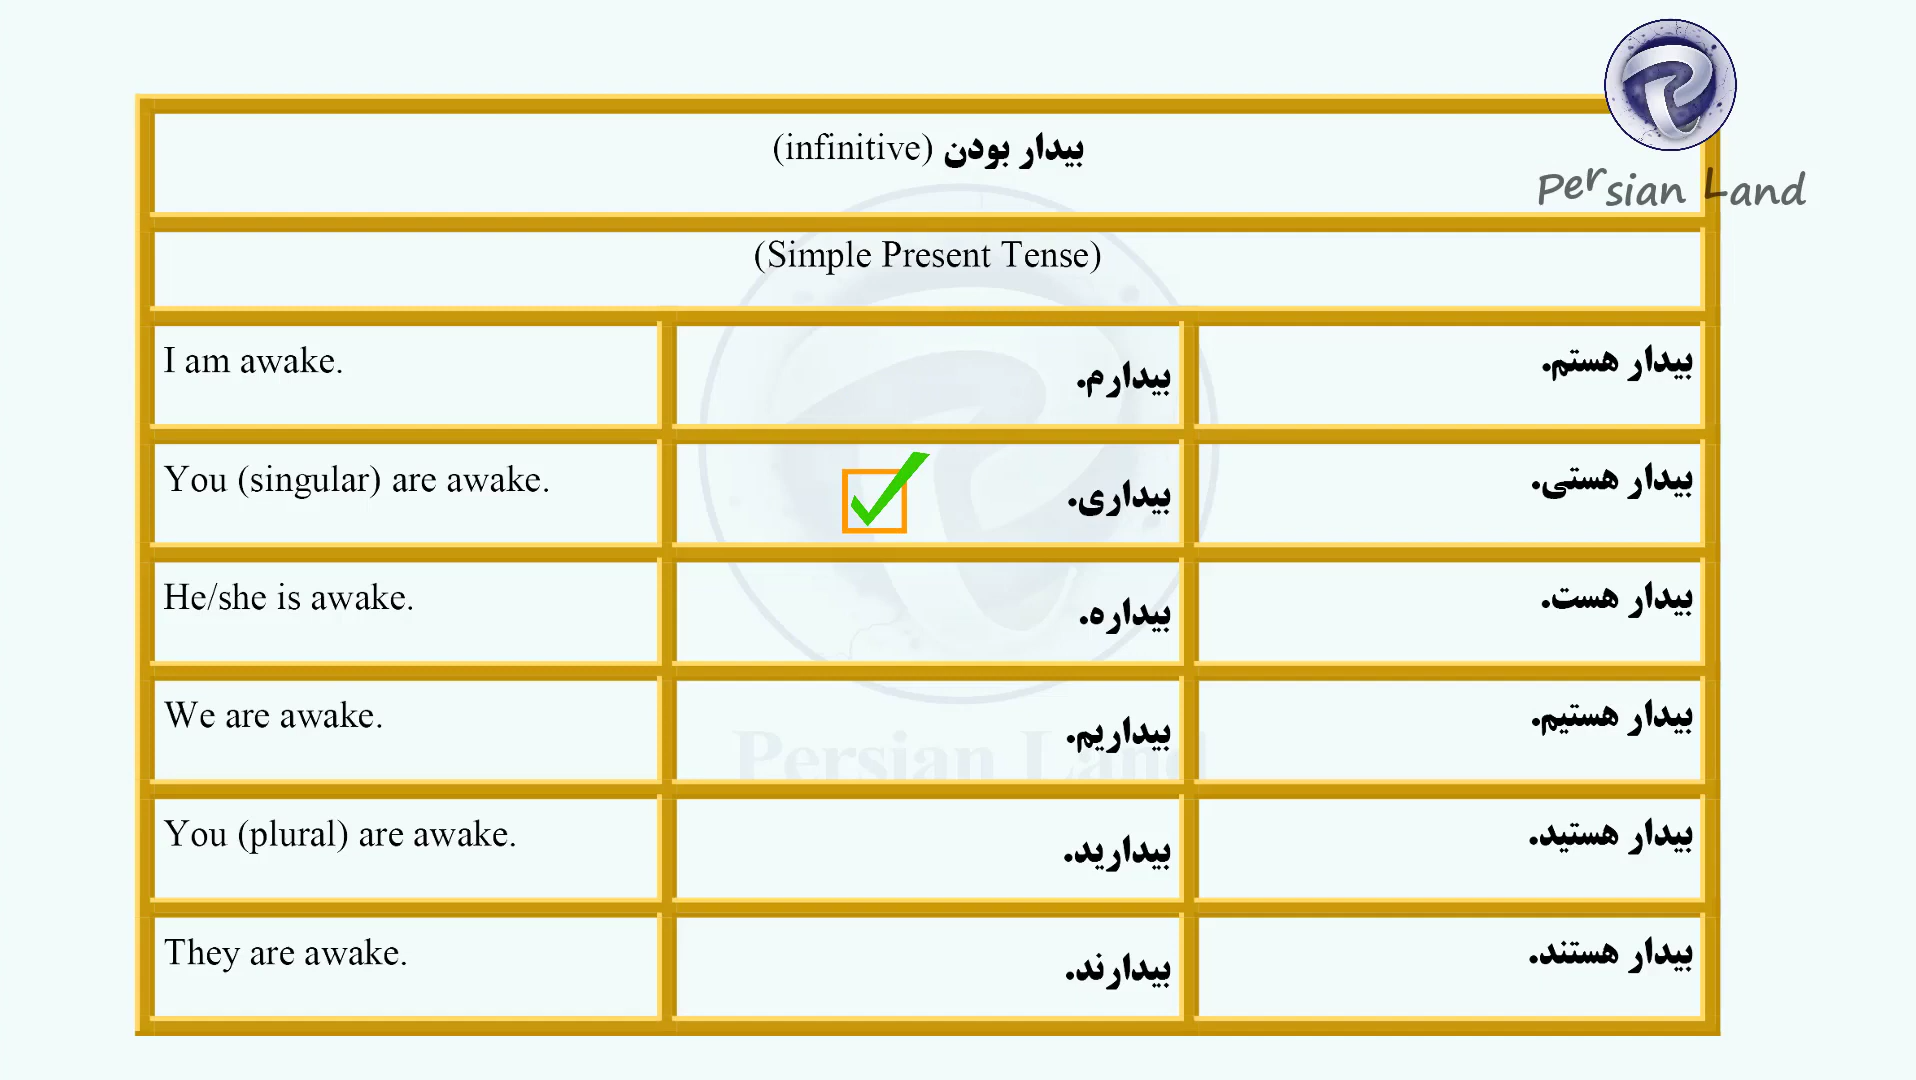 Persian Land
بیدار بودن (infinitive)
(Simple Present Tense)
I am awake.
بیدارم.
بیدار هستم.
You (singular) are awake.
بیداری.
بیدار هستی.
He/she is awake.
بیداره.
بیدار هست.
We are awake.
بیداریم.
بیدار هستیم.
You (plural) are awake.
بیدارید.
بیدار هستید.
They are awake.
بیدارند.
بیدار هستند.
Persian Land